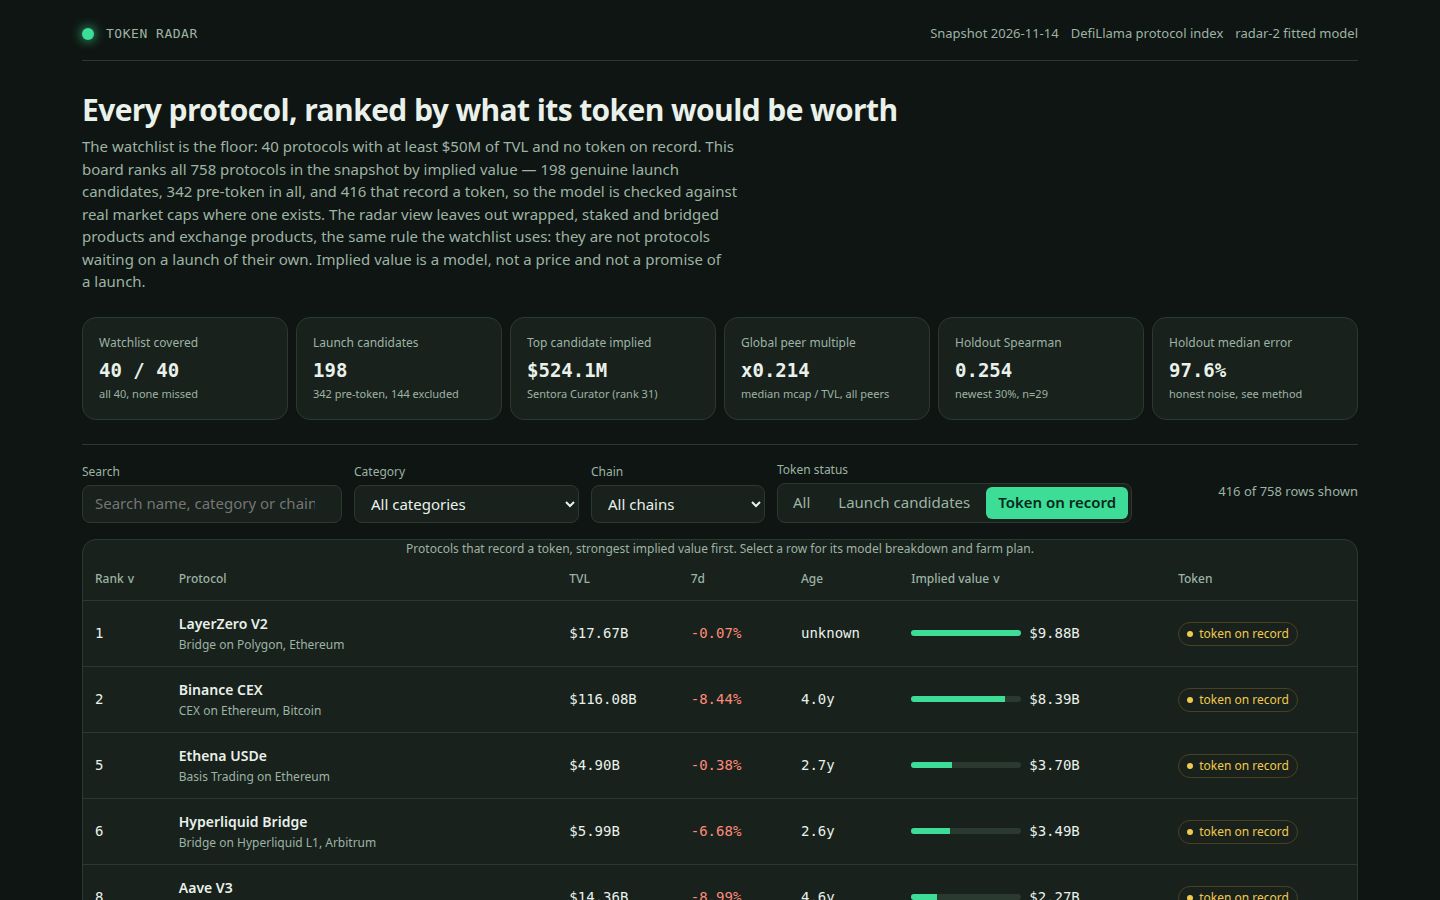 TOKEN RADAR
Snapshot 2026-11-14 DefiLlama protocol index radar-2 fitted model
Every protocol, ranked by what its token would be worth
The watchlist is the floor: 40 protocols with at least $50M of TVL and no token on record. This
board ranks all 758 protocols in the snapshot by implied value — 198 genuine launch
candidates, 342 pre-token in all, and 416 that record a token, so the model is checked against
real market caps where one exists. The radar view leaves out wrapped, staked and bridged
products and exchange products, the same rule the watchlist uses: they are not protocols
waiting on a launch of their own. Implied value is a model, not a price and not a promise of
a launch.
Watchlist covered
40 / 40
all 40, none missed
Launch candidates
198
342 pre-token, 144 excluded
Top candidate implied
$524.1M
Sentora Curator (rank 31)
Global peer multiple
x0.214
median mcap / TVL, all peers
Holdout Spearman
0.254
newest 30%, n=29
Holdout median error
97.6%
honest noise, see method
Search
Search name, category or chain
Category
All categories
Chain
All chains
Token status
All Launch candidates Token on record
416 of 758 rows shown
Protocols that record a token, strongest implied value first. Select a row for its model breakdown and farm plan.
Rank v Protocol TVL 7d Age Implied value v Token
1 LayerZero V2 $17.67B -0.07% unknown $9.88B token on record
Bridge on Polygon, Ethereum
2 Binance CEX $116.08B -8.44% 4.0y $8.39B token on record
CEX on Ethereum, Bitcoin
5 Ethena USDe $4.90B -0.38% 2.7y $3.70B token on record
Basis Trading on Ethereum
6 Hyperliquid Bridge $5.99B -6.68% 2.6y $3.49B token on record
Bridge on Hyperliquid L1, Arbitrum
8 Aave V3 $14.36B -8.99% 4.6y $2.27B token on record